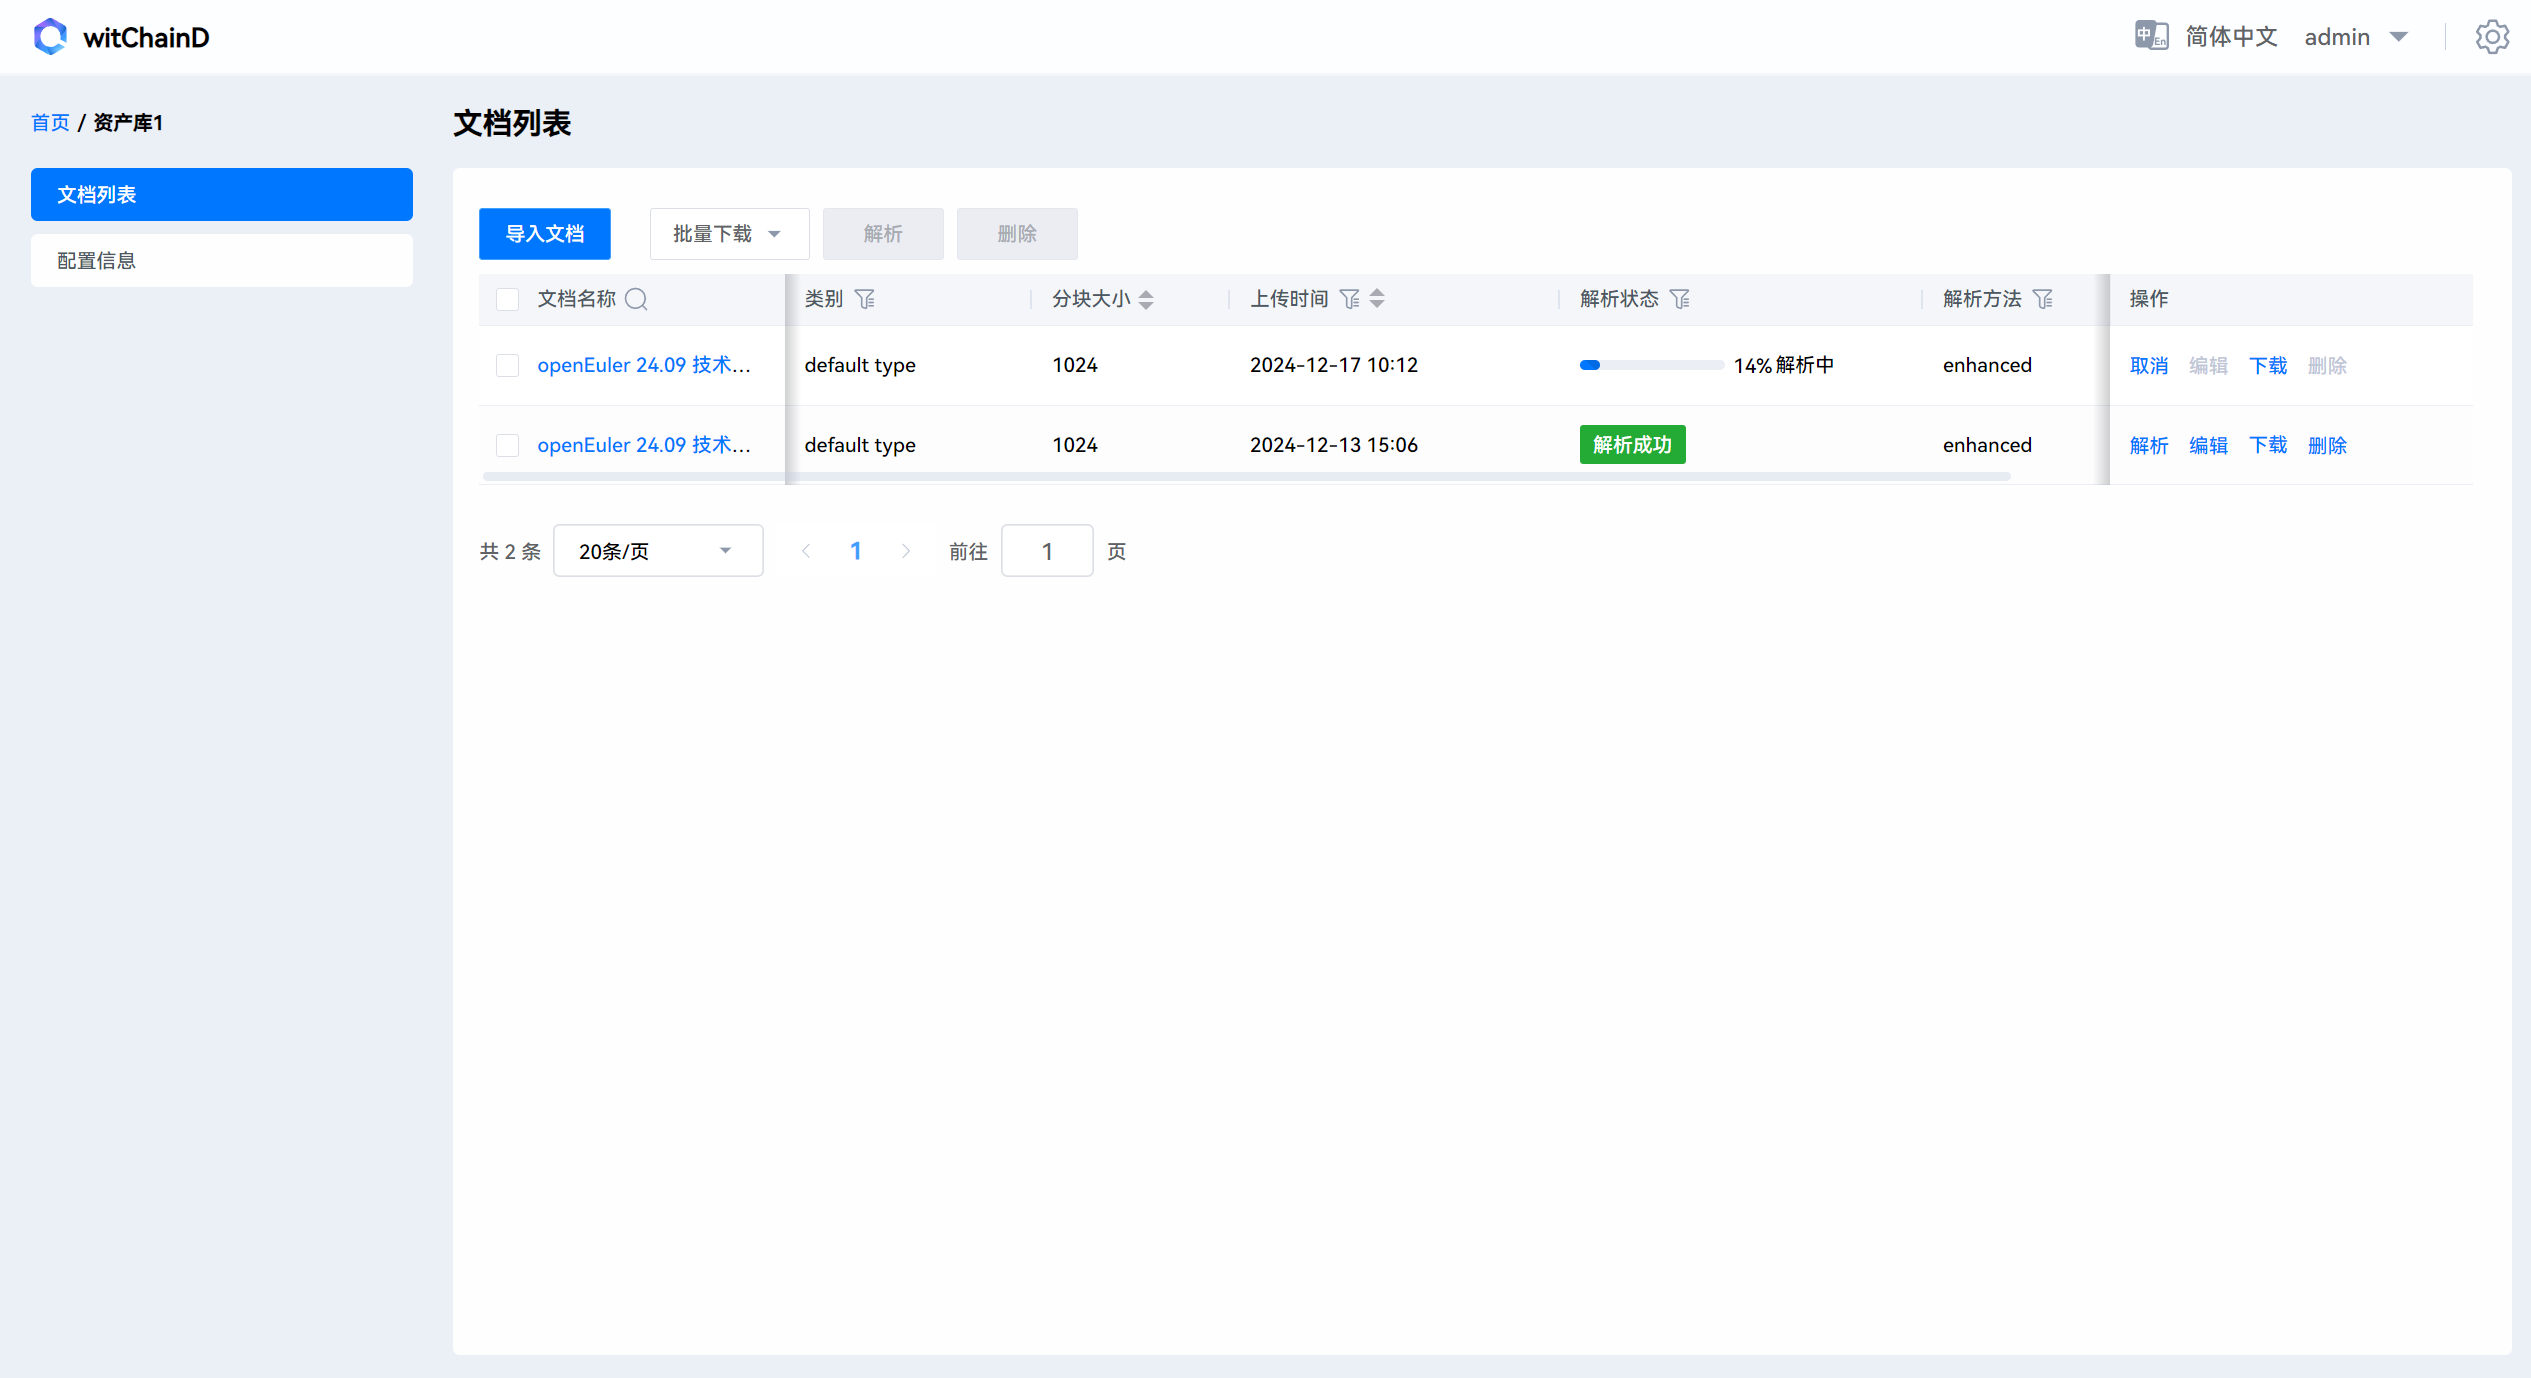 witChainD
简体中文 admin
首页 / 资产库1
文档列表
文档列表
配置信息
导入文档 批量下载 解析 删除
文档名称 类别 分块大小 上传时间 解析状态 解析方法 操作
openEuler 24.09 技术... default type 1024 2024-12-17 10:12 14% 解析中 enhanced 取消 编辑 下载 删除
openEuler 24.09 技术... default type 1024 2024-12-13 15:06 解析成功 enhanced 解析 编辑 下载 删除
共 2 条 20条/页 1 前往 1 页